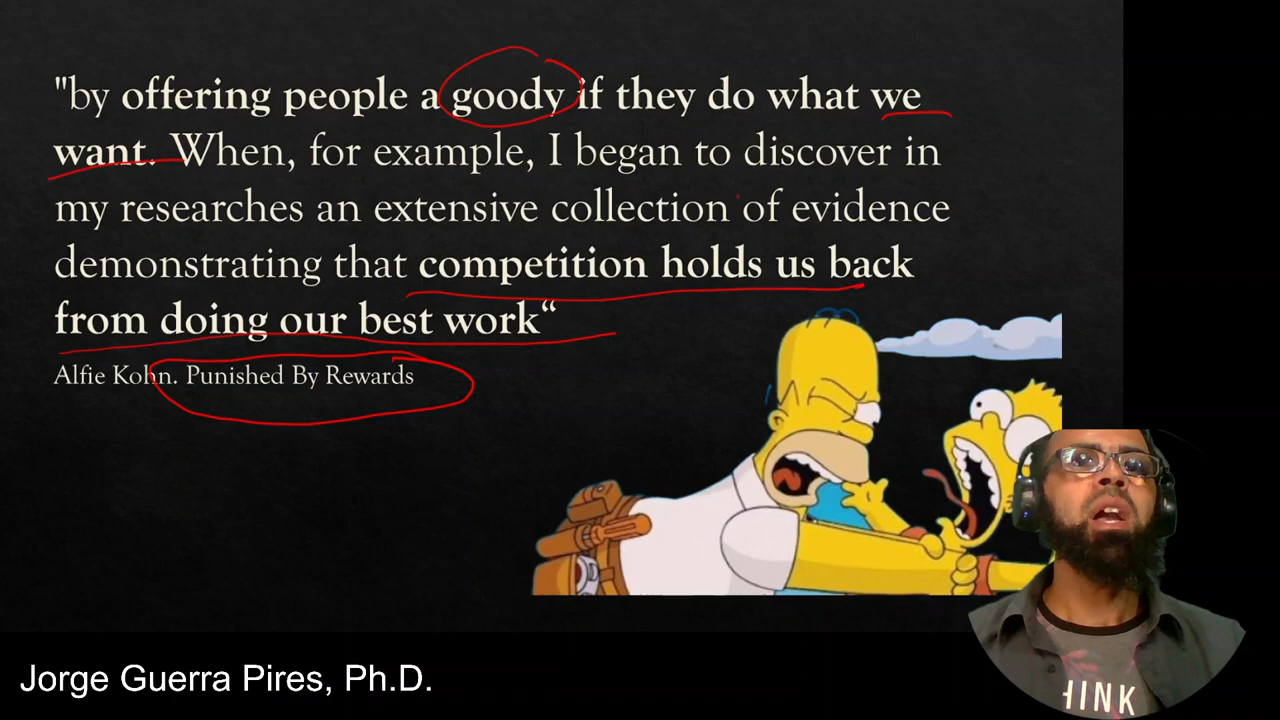 "by offering people a goody if they do what we
want. When, for example, I began to discover in
my researches an extensive collection of evidence
demonstrating that competition holds us back
from doing our best work“
Alfie Kohn. Punished By Rewards
HINK
Jorge Guerra Pires, Ph.D.